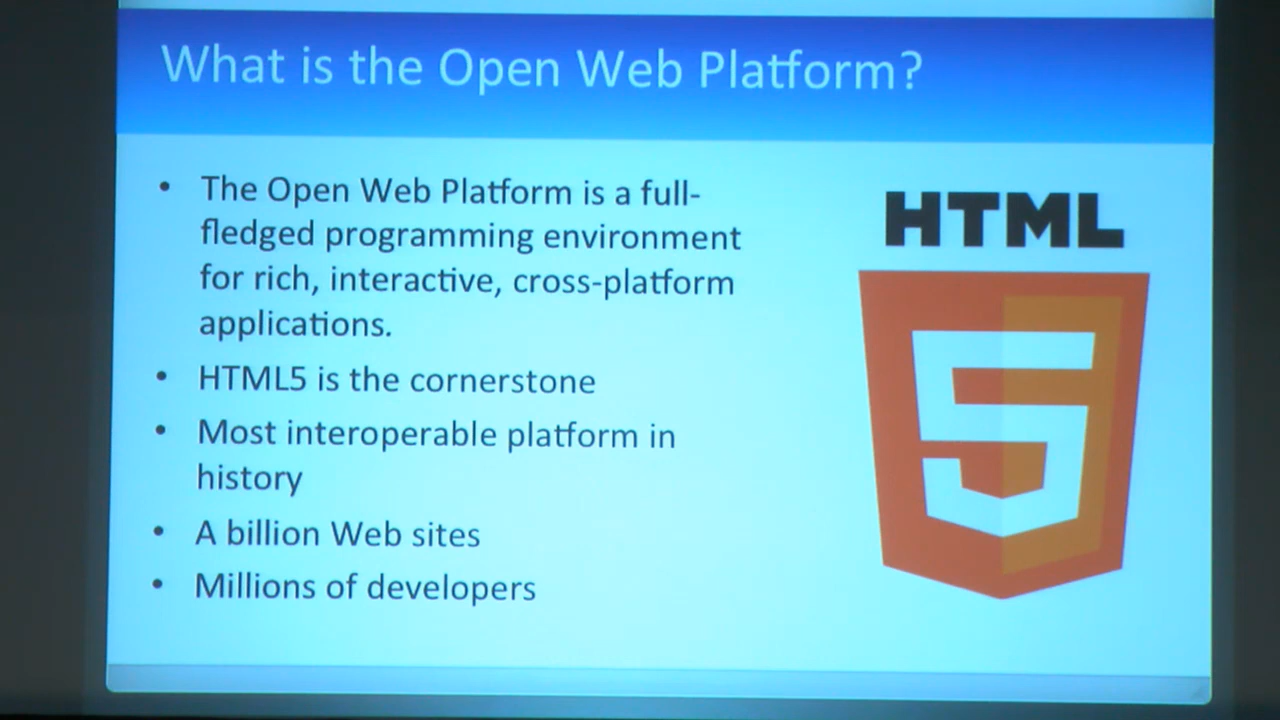 What is the Open Web Platform?
• The Open Web Platform is a full-
fledged programming environment
for rich, interactive, cross-platform
applications.
• HTML5 is the cornerstone
• Most interoperable platform in
history
• A billion Web sites
• Millions of developers
HTML
5